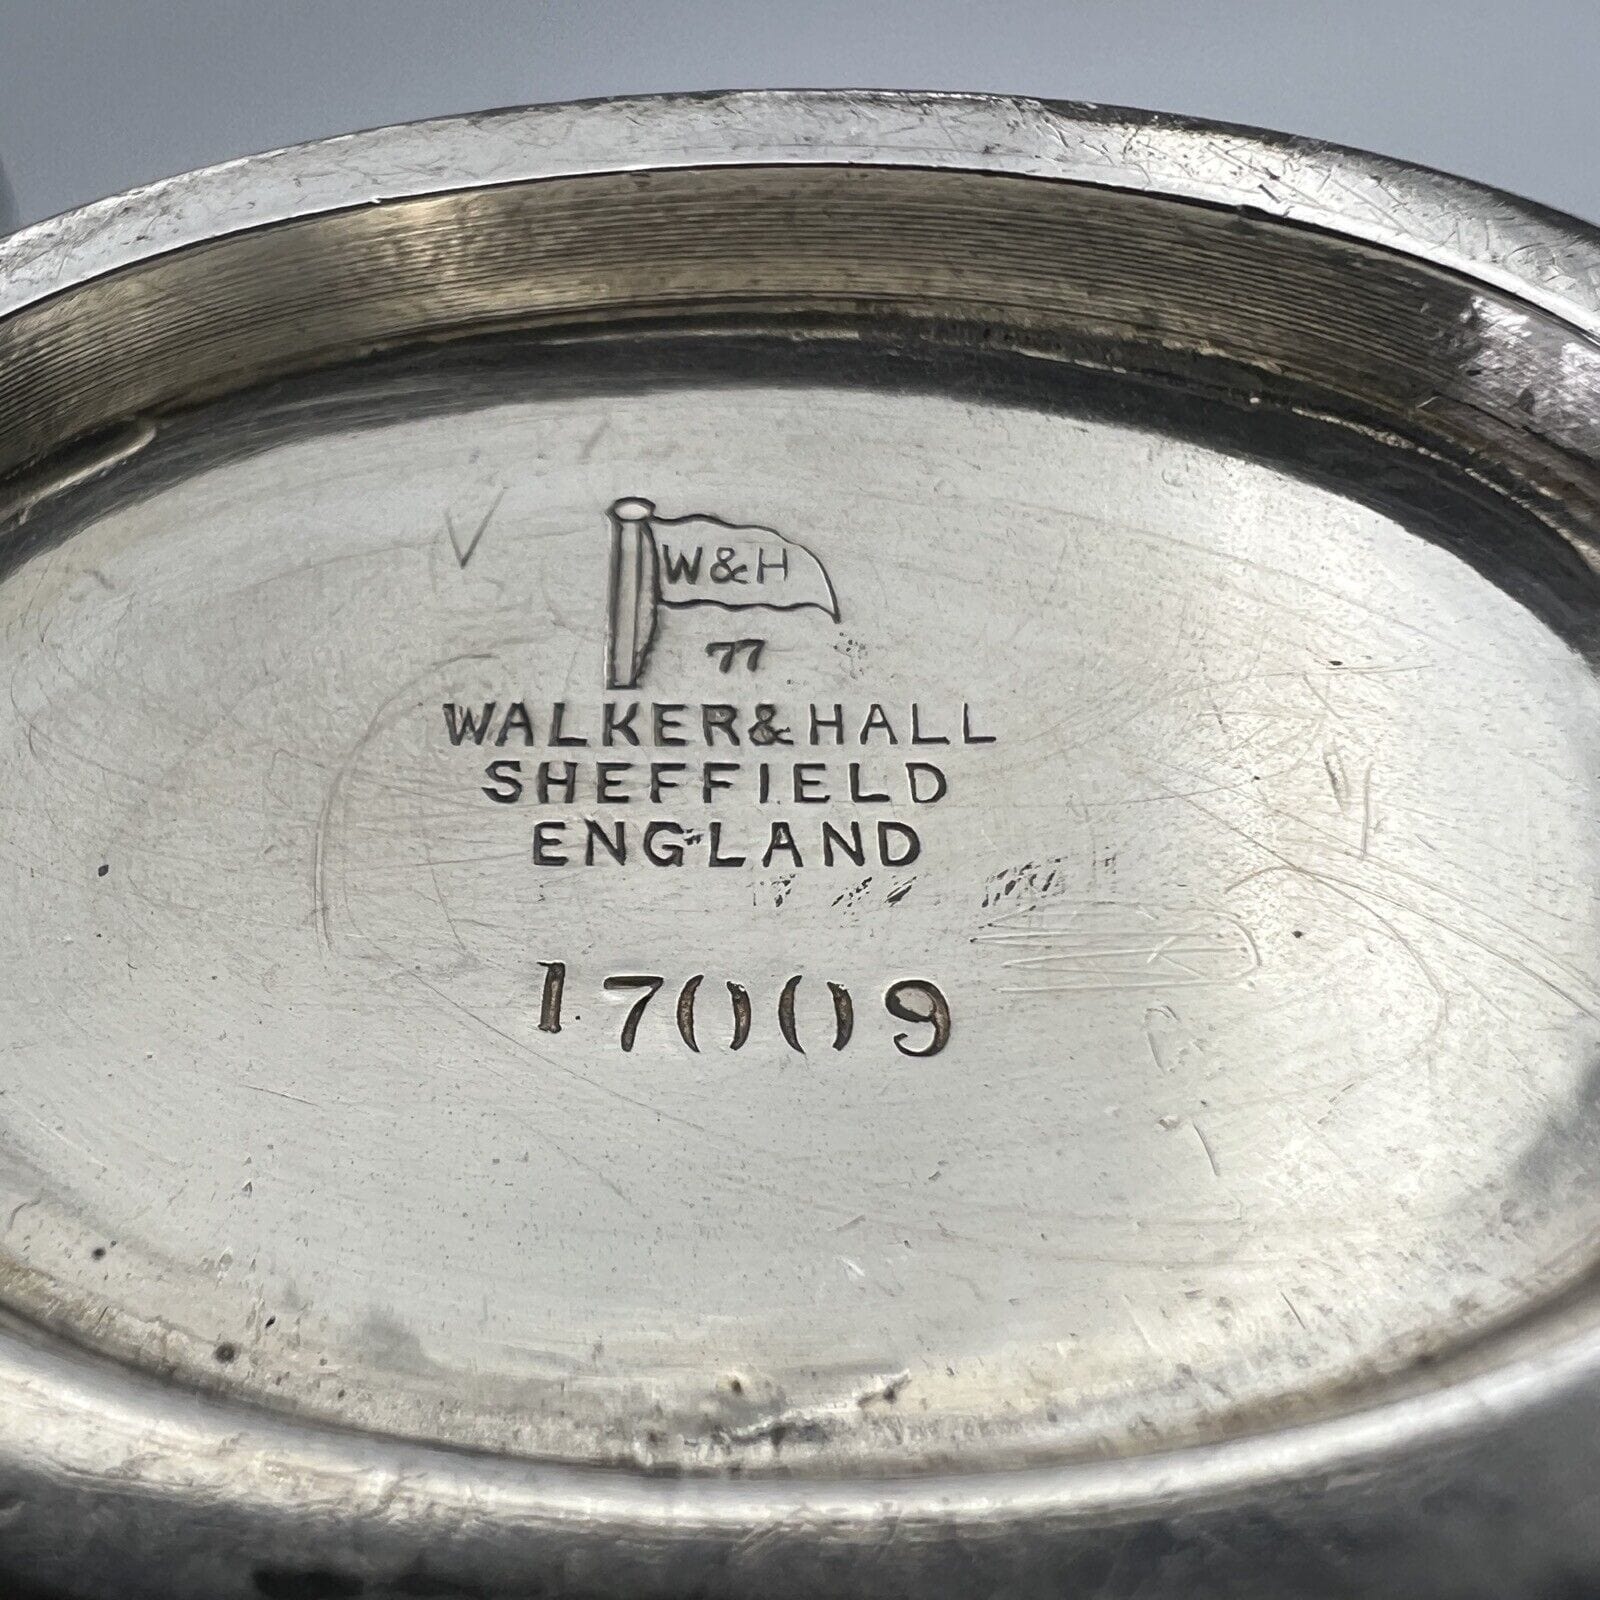 W&H
77
WALKER & HALL
SHEFFIELD
ENGLAND
17009